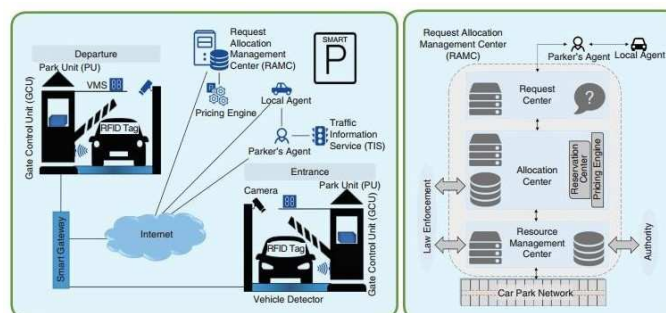 Departure
Park Unit (PU)
VMS
Gate Control Unit (GCU)
RFID Tag
Request
Allocation
Management
Center (RAMC)
Pricing Engine
SMART
P
Local Agent
Traffic
Information
Service (TIS)
Parker's Agent
Smart Gateway
Internet
Entrance
Camera
Park Unit (PU)
RFID Tag
Gate Control Unit (GCU)
Vehicle Detector
Request Allocation
Management Center
(RAMC)
Parker's Agent
Local Agent
Request
Center
?
Allocation
Center
Reservation
Center
Pricing Engine
Law Enforcement
Resource
Management
Center
Authority
Car Park Network